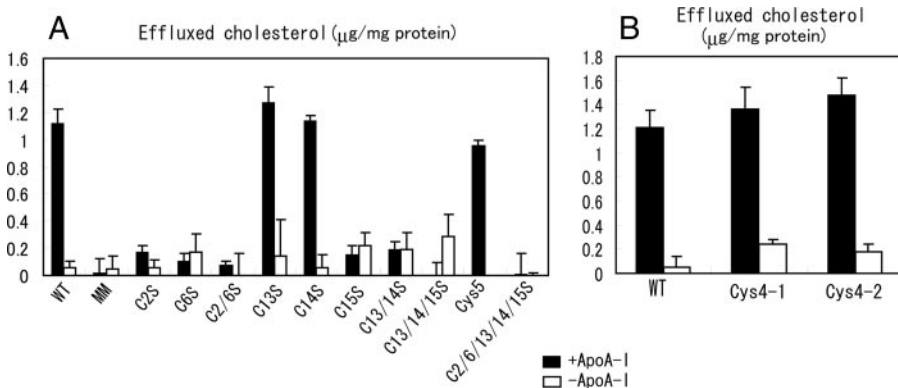 A
Effluxed cholesterol (μg/mg protein)
1.6
1.4
1.2
1
0.8
0.6
0.4
0.2
0
WT
MM
C2S
C6S
C2/6S
C13S
C14S
C15S
C13/14S
C13/14/15S
Cys5
C2/6/13/14/15S
B
Effluxed cholesterol
(μg/mg protein)
1.8
1.6
1.4
1.2
1
0.8
0.6
0.4
0.2
0
WT
Cys4-1
Cys4-2
+ApoA-I
-ApoA-I